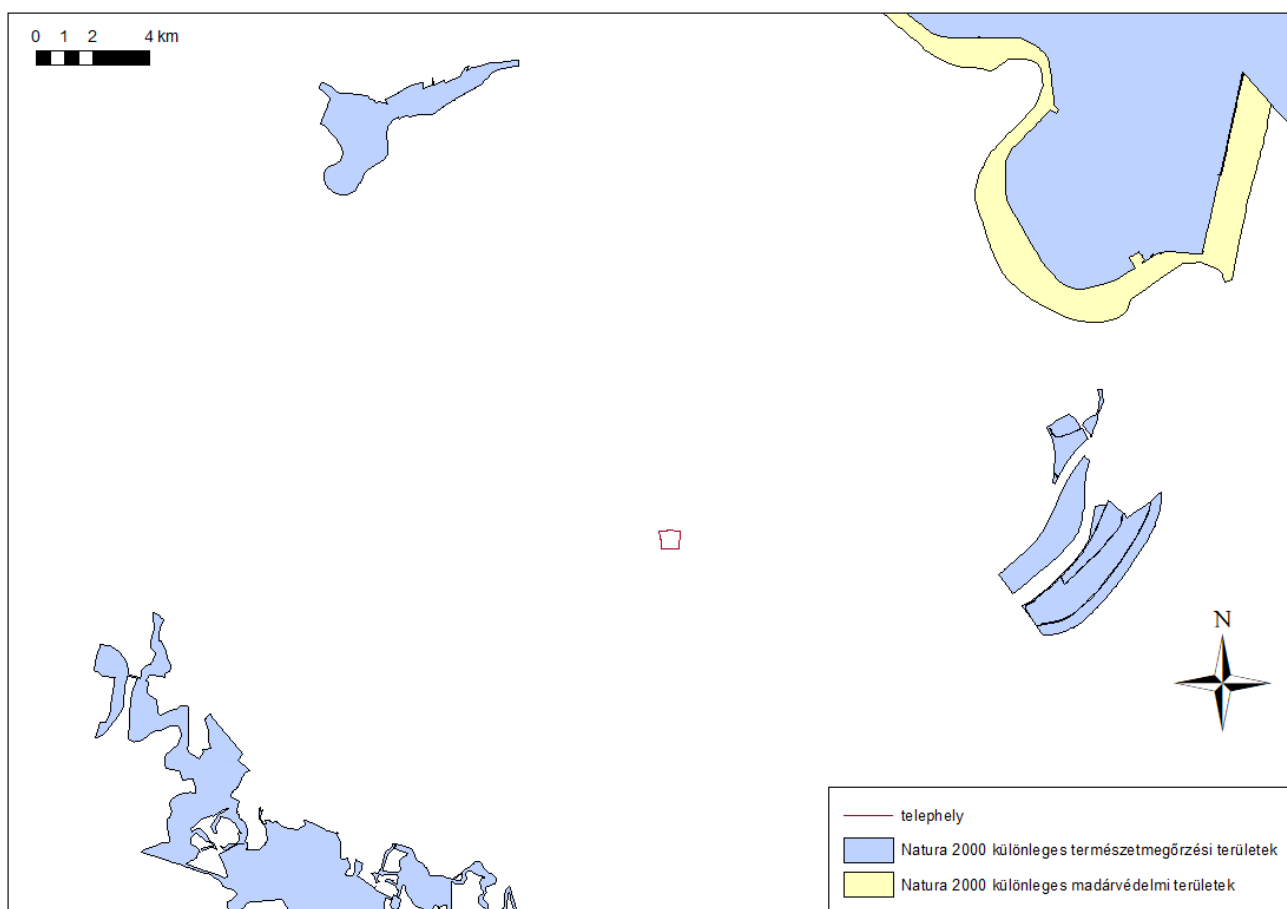 0 1 2 4 km
N
telephely
Natura 2000 különleges természetmegőrzési területek
Natura 2000 különleges madárvédelmi területek